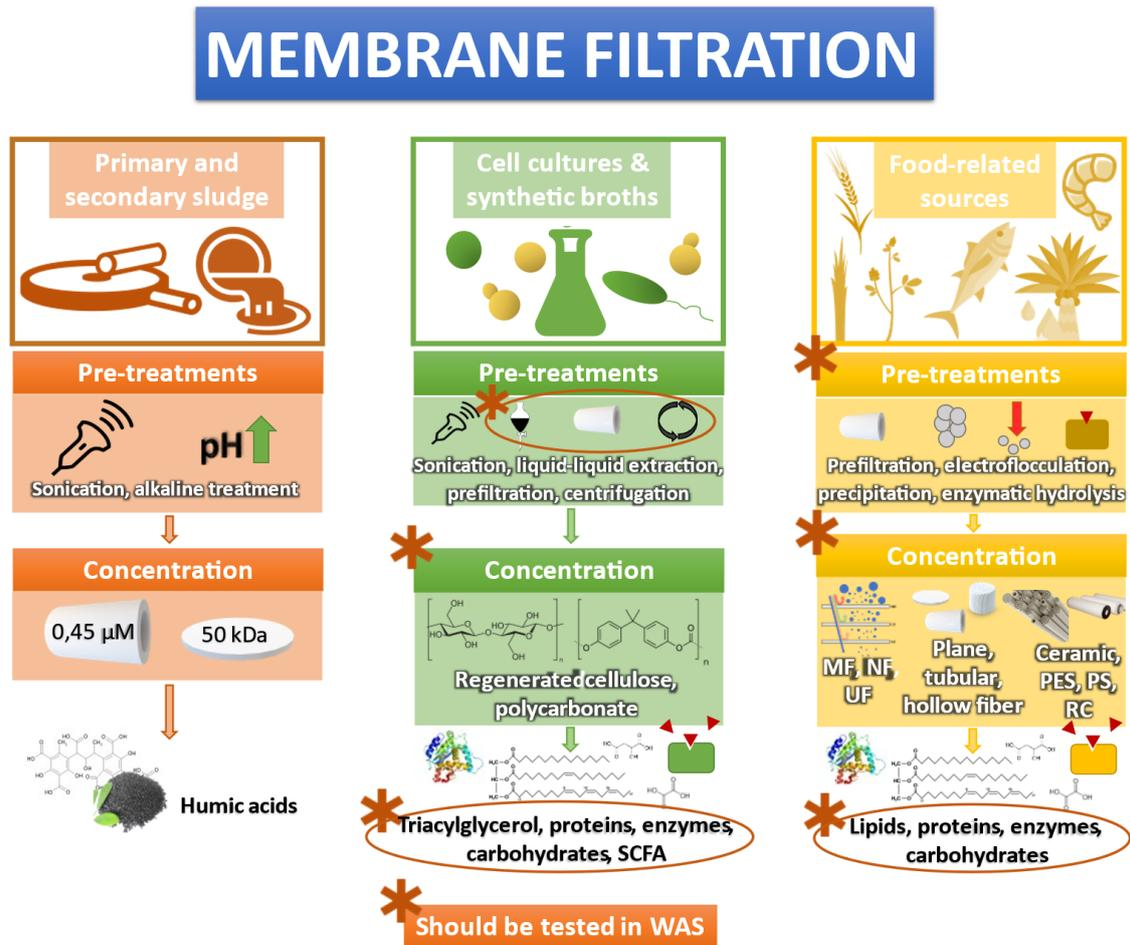 MEMBRANE FILTRATION
Primary and
secondary sludge
Pre-treatments
pH
Sonication, alkaline treatment
Concentration
0,45 µM
50 kDa
Humic acids
Cell cultures &
synthetic broths
Pre-treatments
Sonication, liquid-liquid extraction,
prefiltration, centrifugation
Concentration
Regeneratedcellulose,
polycarbonate
Triacylglycerol, proteins, enzymes,
carbohydrates, SCFA
Food-related
sources
Pre-treatments
Prefiltration, electroflocculation,
precipitation, enzymatic hydrolysis
Concentration
MF, NF,
UF
Plane,
tubular,
hollow fiber
Ceramic,
PES, PS,
RC
Lipids, proteins, enzymes,
carbohydrates
Should be tested in WAS